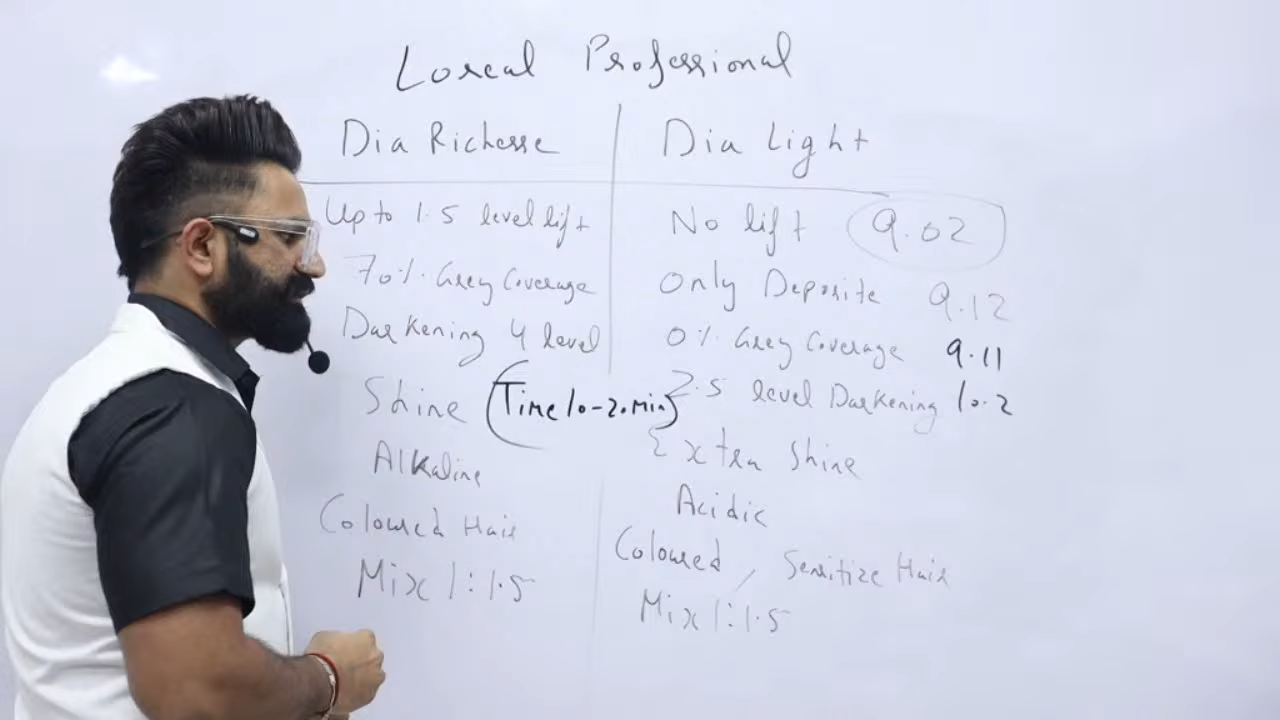 Loreal Professional
Dia Richesse
Up to 1.5 level lift
70% Grey Coverage
Darkening 4 level
Shine (Time 10-20 Min)
Alkaline
Coloured Hair
Mix 1:1.5
Dia Light
No lift 9.02
Only Deposite 9.12
0% Grey Coverage 9.11
2.5 level Darkening 10.2
Extra Shine
Acidic
Coloured / Sensitize Hair
Mix 1:1.5